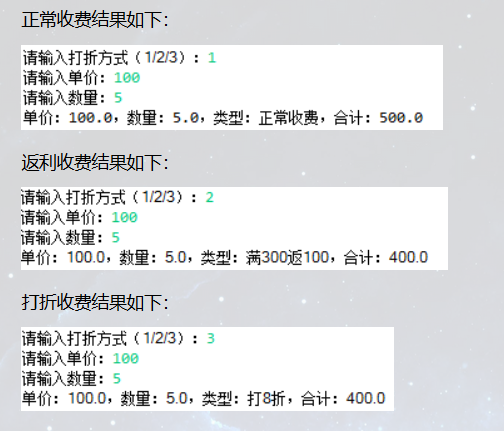 正常收费结果如下：
请输入打折方式（1/2/3）：1
请输入单价：100
请输入数量：5
单价：100.0，数量：5.0，类型：正常收费，合计：500.0
返利收费结果如下：
请输入打折方式（1/2/3）：2
请输入单价：100
请输入数量：5
单价：100.0，数量：5.0，类型：满300返100，合计：400.0
打折收费结果如下：
请输入打折方式（1/2/3）：3
请输入单价：100
请输入数量：5
单价：100.0，数量：5.0，类型：打8折，合计：400.0